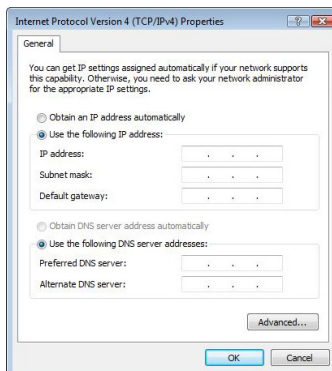 Internet Protocol Version 4 (TCP/IPv4) Properties
General
You can get IP settings assigned automatically if your network supports
this capability. Otherwise, you need to ask your network administrator
for the appropriate IP settings.
Obtain an IP address automatically
Use the following IP address:
IP address:
Subnet mask:
Default gateway:
Obtain DNS server address automatically
Use the following DNS server addresses:
Preferred DNS server:
Alternate DNS server:
Advanced...
OK Cancel